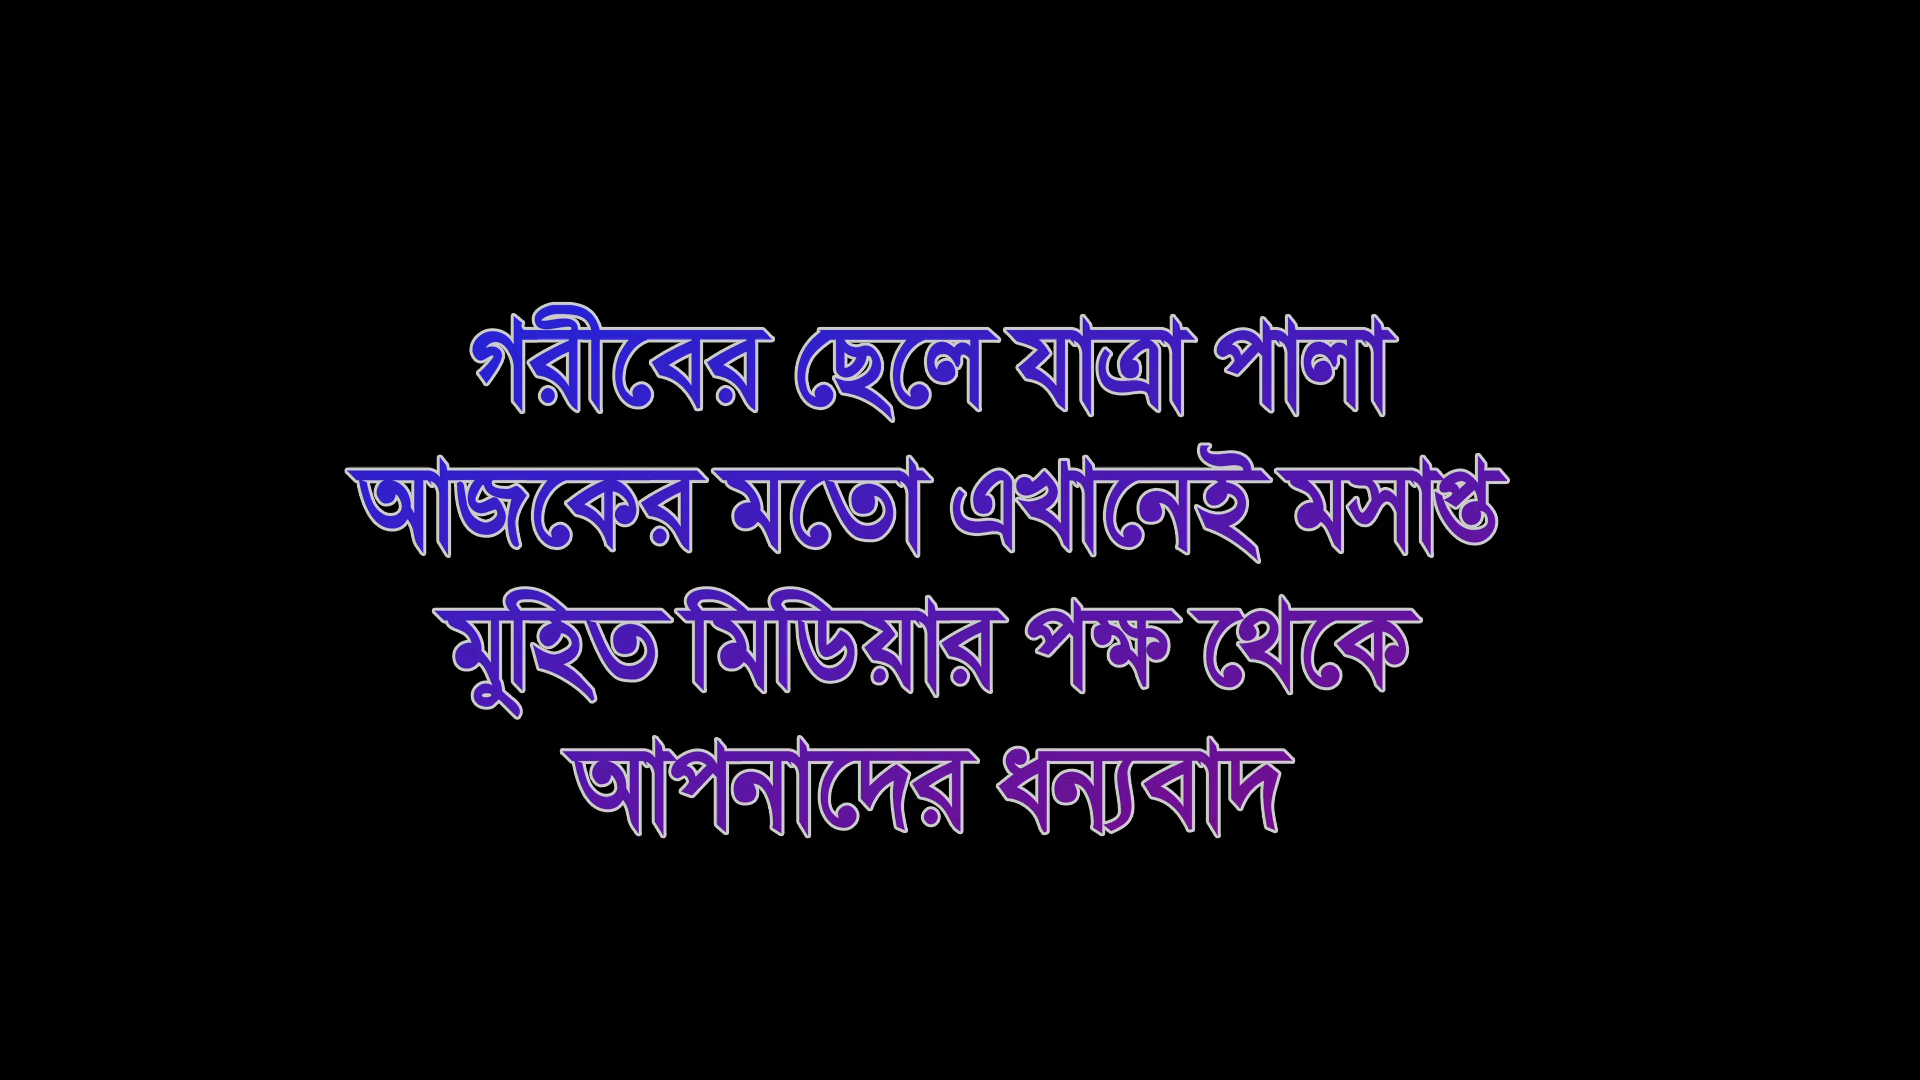 গরীবের ছেলে যাত্রা পালা
আজকের মতো এখানেই মসাপ্ত
মুহিত মিডিয়ার পক্ষ থেকে
আপনাদের ধন্যবাদ